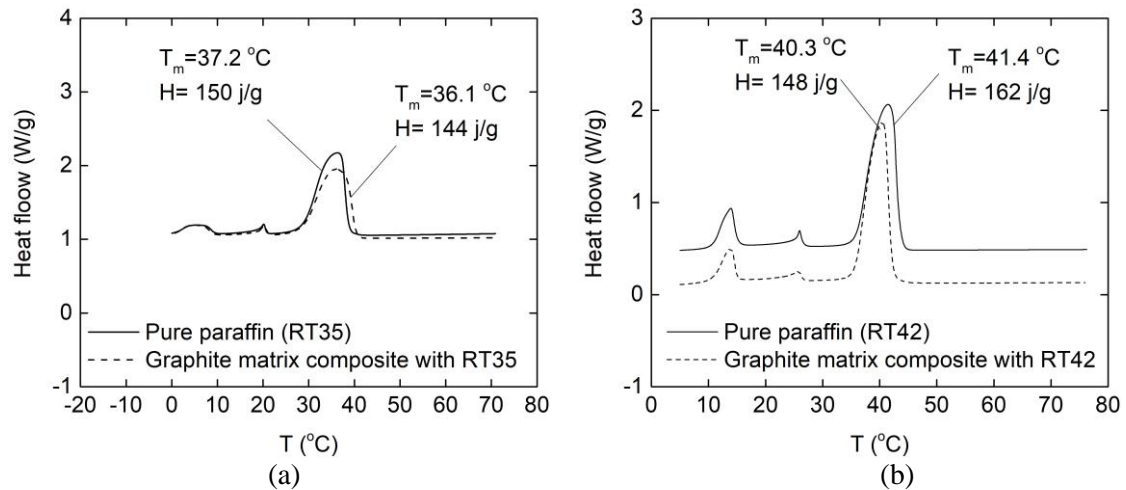 4
3
2
1
0
-1
Heat floow (W/g)
T_m=37.2 °C
H= 150 j/g
T_m=36.1 °C
H= 144 j/g
Pure paraffin (RT35)
Graphite matrix composite with RT35
-20 -10 0 10 20 30 40 50 60 70 80
T (°C)
(a)
3
2
1
0
-1
Heat floow (W/g)
T_m=40.3 °C
H= 148 j/g
T_m=41.4 °C
H= 162 j/g
Pure paraffin (RT42)
Graphite matrix composite with RT42
0 10 20 30 40 50 60 70 80
T (°C)
(b)